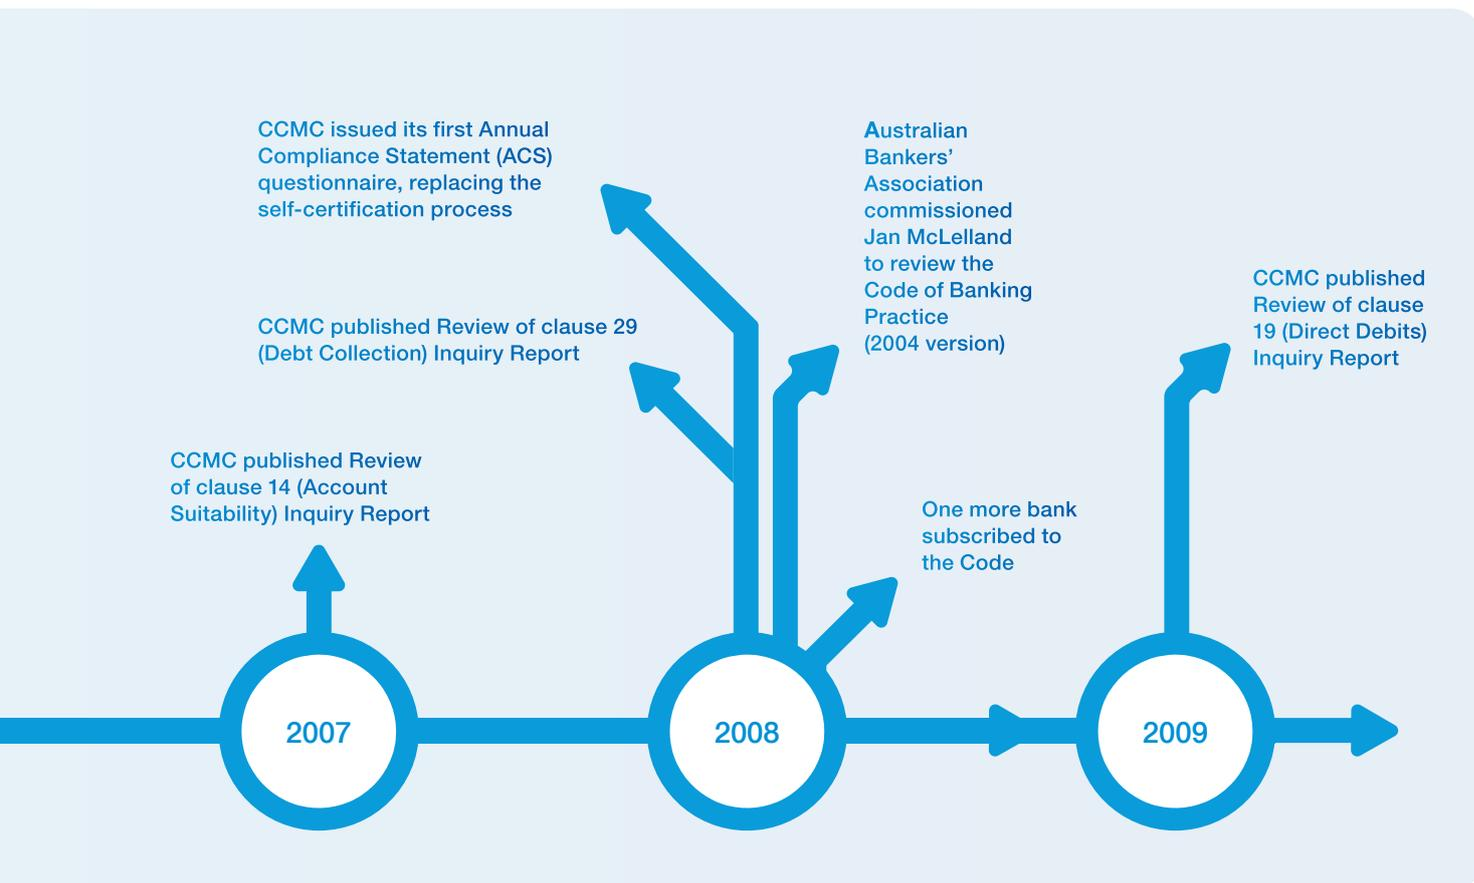 CCMC issued its first Annual
Compliance Statement (ACS)
questionnaire, replacing the
self-certification process
CCMC published Review of clause 29
(Debt Collection) Inquiry Report
CCMC published Review
of clause 14 (Account
Suitability) Inquiry Report
Australian
Bankers’
Association
commissioned
Jan McLelland
to review the
Code of Banking
Practice
(2004 version)
One more bank
subscribed to
the Code
CCMC published
Review of clause
19 (Direct Debits)
Inquiry Report
2007
2008
2009